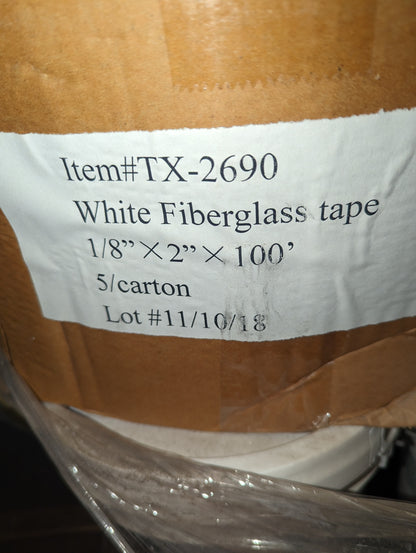 Item#TX-2690
White Fiberglass tape
1/8”×2”×100’
5/carton
Lot #11/10/18